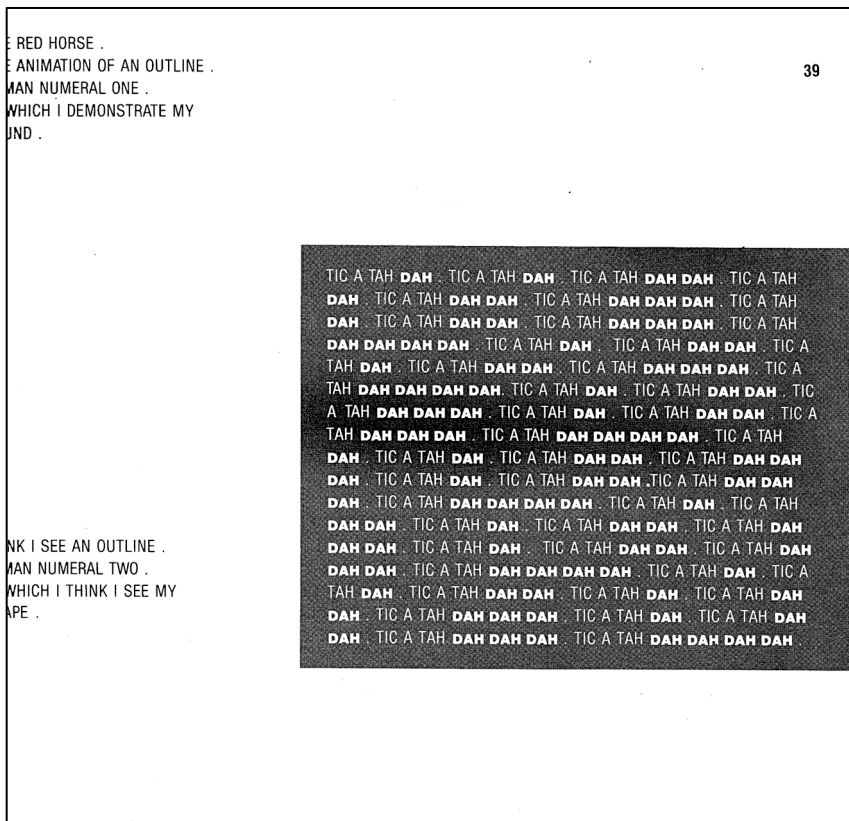 RED HORSE .
ANIMATION OF AN OUTLINE .
MAN NUMERAL ONE .
WHICH I DEMONSTRATE MY
UND .
39
TIC A TAH DAH . TIC A TAH DAH . TIC A TAH DAH DAH . TIC A TAH
DAH . TIC A TAH DAH DAH . TIC A TAH DAH DAH DAH . TIC A TAH
DAH . TIC A TAH DAH DAH . TIC A TAH DAH DAH DAH . TIC A TAH
DAH DAH DAH DAH . TIC A TAH DAH . TIC A TAH DAH DAH . TIC A
TAH DAH . TIC A TAH DAH DAH . TIC A TAH DAH DAH DAH . TIC A
TAH DAH DAH DAH DAH. TIC A TAH DAH . TIC A TAH DAH DAH . TIC
A TAH DAH DAH DAH . TIC A TAH DAH . TIC A TAH DAH DAH . TIC A
TAH DAH DAH DAH . TIC A TAH DAH DAH DAH DAH . TIC A TAH
DAH . TIC A TAH DAH . TIC A TAH DAH DAH . TIC A TAH DAH DAH
DAH . TIC A TAH DAH . TIC A TAH DAH DAH .TIC A TAH DAH DAH
DAH . TIC A TAH DAH DAH DAH DAH . TIC A TAH DAH . TIC A TAH
DAH DAH . TIC A TAH DAH . TIC A TAH DAH DAH . TIC A TAH DAH
DAH DAH . TIC A TAH DAH . TIC A TAH DAH DAH . TIC A TAH DAH
DAH DAH . TIC A TAH DAH DAH DAH DAH . TIC A TAH DAH . TIC A
TAH DAH . TIC A TAH DAH DAH . TIC A TAH DAH . TIC A TAH DAH
DAH . TIC A TAH DAH DAH DAH . TIC A TAH DAH . TIC A TAH DAH
DAH . TIC A TAH DAH DAH DAH . TIC A TAH DAH DAH DAH DAH .
NK I SEE AN OUTLINE .
MAN NUMERAL TWO .
WHICH I THINK I SEE MY
APE .